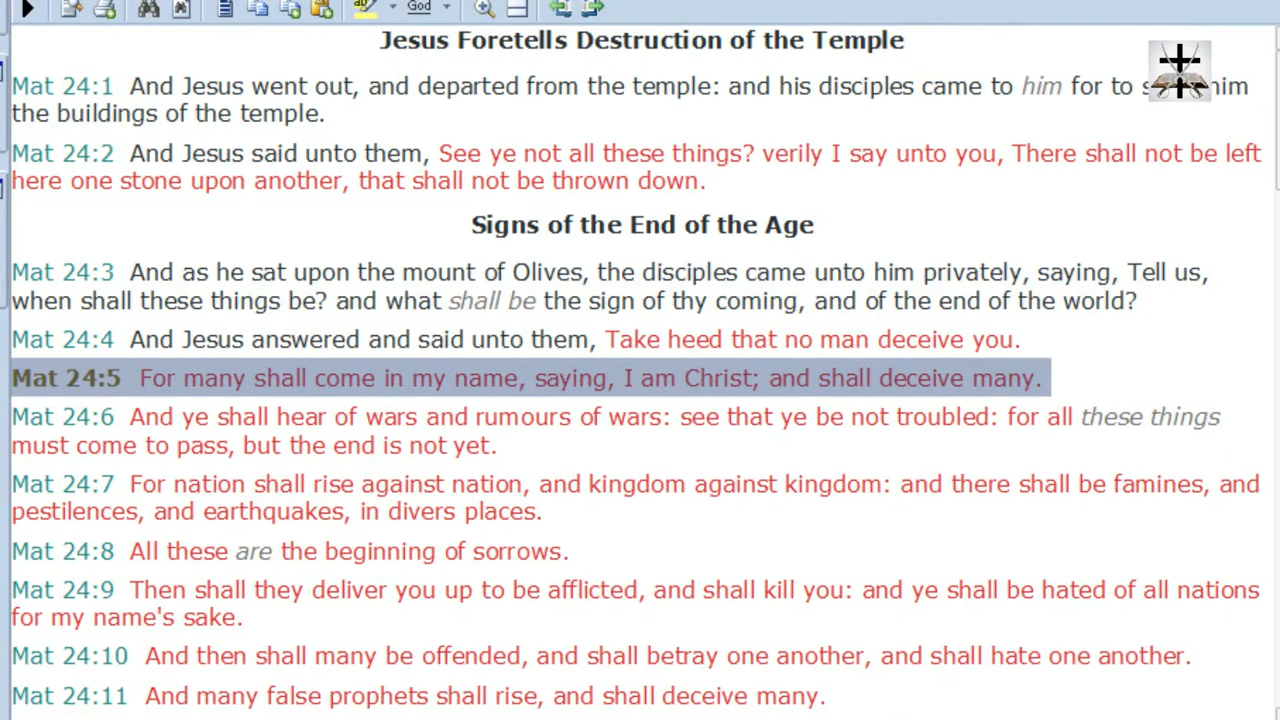 God
Jesus Foretells Destruction of the Temple
Mat 24:1 And Jesus went out, and departed from the temple: and his disciples came to him for to him
the buildings of the temple.
Mat 24:2 And Jesus said unto them, See ye not all these things? verily I say unto you, There shall not be left
here one stone upon another, that shall not be thrown down.
Signs of the End of the Age
Mat 24:3 And as he sat upon the mount of Olives, the disciples came unto him privately, saying, Tell us,
when shall these things be? and what shall be the sign of thy coming, and of the end of the world?
Mat 24:4 And Jesus answered and said unto them, Take heed that no man deceive you.
Mat 24:5 For many shall come in my name, saying, I am Christ; and shall deceive many.
Mat 24:6 And ye shall hear of wars and rumours of wars: see that ye be not troubled: for all these things
must come to pass, but the end is not yet.
Mat 24:7 For nation shall rise against nation, and kingdom against kingdom: and there shall be famines, and
pestilences, and earthquakes, in divers places.
Mat 24:8 All these are the beginning of sorrows.
Mat 24:9 Then shall they deliver you up to be afflicted, and shall kill you: and ye shall be hated of all nations
for my name's sake.
Mat 24:10 And then shall many be offended, and shall betray one another, and shall hate one another.
Mat 24:11 And many false prophets shall rise, and shall deceive many.